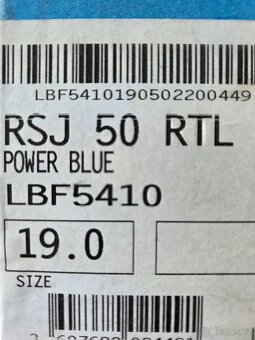 LBF5410190502200449
RSJ 50 RTL
POWER BLUE
LBF5410
19.0
SIZE